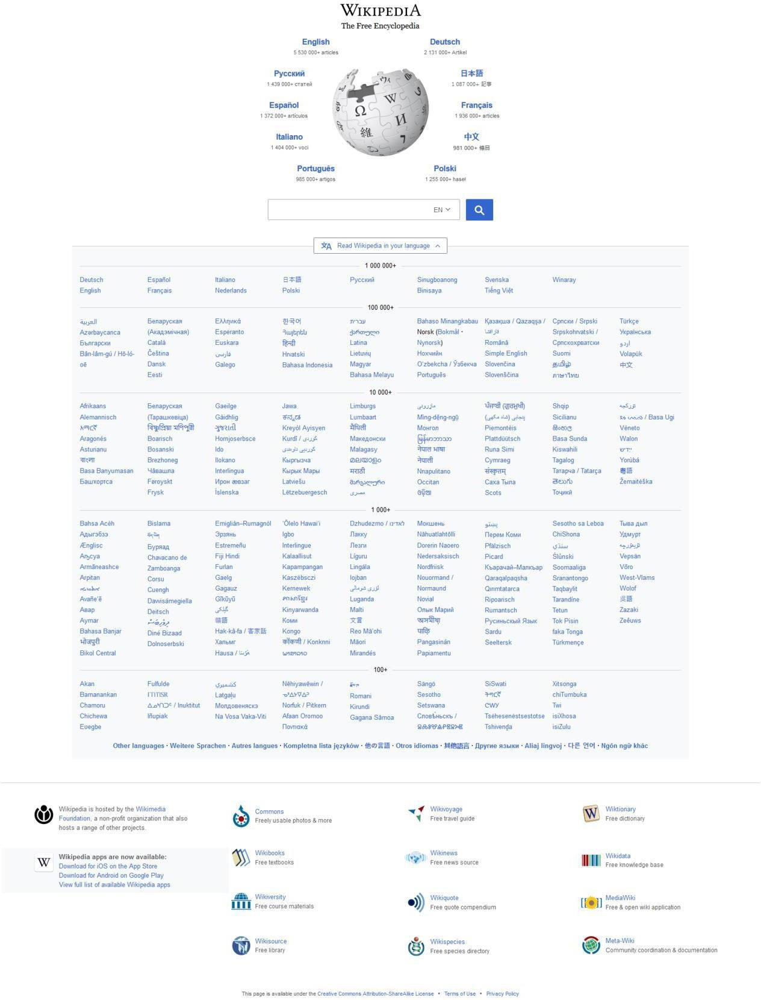 WIKIPEDIA
The Free Encyclopedia
English
5 530 000+ articles
Deutsch
2 131 000+ Artikel
Русский
1 439 000+ статей
日本語
1 087 000+ 記事
Español
1 372 000+ artículos
Français
1 936 000+ articles
Italiano
1 404 000+ voci
中文
981 000+ 條目
Português
985 000+ artigos
Polski
1 255 000+ haseł
EN
Read Wikipedia in your language
1 000 000+
Deutsch Español Italiano 日本語 Русский Sinugboanong Svenska Winaray
English Français Nederlands Polski Binisaya Tiếng Việt
100 000+
العربية Беларуская Ελληνικά 한국어 עברית Bahaso Minangkabau Қазақша / Qazaqşa / Српски / Srpski Türkçe
Azərbaycanca (Акадэмічная) Esperanto Հայերեն ქართული Norsk (Bokmål · قازاقشا Srpskohrvatski / Українська
Български Català Euskara हिन्दी Latina Nynorsk) Română Српскохрватски اردو
Bân-lâm-gú / Hō-ló- Čeština فارسی Hrvatski Lietuvių Нохчийн Simple English Suomi Volapük
oē Dansk Galego Bahasa Indonesia Magyar O'zbekcha / Ўзбекча Slovenčina தமிழ் 中文
Eesti Bahasa Melayu Português Slovenščina ภาษาไทย
10 000+
Afrikaans Беларуская Gaeilge Jawa Limburgs مازرونی ਪੰਜਾਬੀ (ਗੁਰਮੁਖੀ) Shqip تۆرکجه
Alemannisch (Тарашкевіца) Gàidhlig ಕನ್ನಡ Lumbaart Mìng-dĕ̤ng-ngṳ̄ پنجابی (شاہ مکھی) Sicilianu / Basa Ugi
አማርኛ বিষ্ণুপ্রিয়া মণিপুরী ગુજરાતી Kreyòl Ayisyen मैथिली Монгол Piemontèis සිංහල Vèneto
Aragonés Boarisch Hornjoserbsce Kurdî / كوردی Македонски မြန်မာဘာသာ Plattdüütsch Basa Sunda Walon
Asturianu Bosanski Ido کوردیی ناوەندی Malagasy नेपाल भाषा Runa Simi Kiswahili ייִדיש
বাংলা Brezhoneg Ilokano Кыргызча മലയാളം नेपाली Cymraeg Tagalog Yorùbá
Basa Banyumasan Чӑвашла Interlingua Кырык Мары मराठी Nnapulitano संस्कृतम् Татарча / Tatarça 粵語
Башҡортса Føroyskt Ирон æвзаг Latviešu მარგალური Occitan Саха Тыла తెలుగు Žemaitėška
Frysk Íslenska Lëtzebuergesch مصرى ଓଡ଼ିଆ Scots Тоҷикӣ
1 000+
Bahsa Acèh Bislama Emigliàn–Rumagnòl ʻŌlelo Hawaiʻi Dzhudezmo / לאדינו Мокшень پښتو Sesotho sa Leboa Тыва дыл
Адыгэбзэ Эрзянь Igbo Лакку Nāhuatlahtōlli Перем Коми ChiShona Удмурт
Ænglisc Буряад Estremeñu Interlingue Лезги Dorerin Naoero Pfälzisch سنڌي ئۇيغۇرچه
Аҧсуа Chavacano de Fiji Hindi Kalaallisut Líguru Nedersaksisch Picard Ślůnski Vepsän
Armãneashce Zamboanga Furlan Kapampangan Lingála Nordfriisk Къарачай–Малкъар Soomaaliga Võro
Arpitan Corsu Gaelg Kaszëbsczi lojban Nouormand / Qaraqalpaqsha Sranantongo West-Vlams
Cuengh Gagauz Kernewek لۊری شومالی Normaund Qırımtatarca Taqbaylit Wolof
Avañe'ẽ Davvisámegiella Gĩkũyũ ភាសាខ្មែរ Luganda Novial Ripoarisch Tarandíne 吳語
Авар Deitsch گیلکی Kinyarwanda Malti Олык Марий Rumantsch Tetun Zazaki
Aymar ދިވެހިބަސް 贛語 Коми 文言 অসমীষ়া Русиньскый Язык Tok Pisin Zeêuws
Bahasa Banjar Diné Bizaad Hak-kâ-fa / 客家話 Kongo Reo Mā'ohi पाऴि Sardu faka Tonga
भोजपुरी Dolnoserbski Хальмг कोंकणी / Konknni Māori Pangasinán Seeltersk Türkmençe
Bikol Central Hausa / هَوُسَا ພາສາລາວ Mirandés Papiamentu
100+
Akan Fulfulde كشميري Nēhiyawēwin / Sängö SiSwati Xitsonga
Bamanankan Latgaļu ᓀᐦᐃᔭᐍᐏᐣ Romani Sesotho ትግርኛ chiTumbuka
Chamoru ᐃᓄᒃᑎᑐᑦ / Inuktitut Молдовеняскэ Norfuk / Pitkern Kirundi Setswana ᏣᎳᎩ Twi
Chichewa Iñupiak Na Vosa Vaka-Viti Afaan Oromoo Gagana Sāmoa Словѣ́ньскъ / Tsėhesenėstsestotse isiXhosa
Eʋegbe Ποντιακά ⰔⰎⰑⰂⰡⰐⰠⰔⰍⰟ Tshivenḓa isiZulu
Other languages · Weitere Sprachen · Autres langues · Kompletna lista języków · 他の言語 · Otros idiomas · 其他語言 · Другие языки · Aliaj lingvoj · 다른 언어 · Ngôn ngữ khác
Wikipedia is hosted by the Wikimedia
Foundation, a non-profit organization that also
hosts a range of other projects.
Wikipedia apps are now available:
Download for iOS on the App Store
Download for Android on Google Play
View full list of available Wikipedia apps
Commons
Freely usable photos & more
Wikivoyage
Free travel guide
Wiktionary
Free dictionary
Wikibooks
Free textbooks
Wikinews
Free news source
Wikidata
Free knowledge base
Wikiversity
Free course materials
Wikiquote
Free quote compendium
MediaWiki
Free & open wiki application
Wikisource
Free library
Wikispecies
Free species directory
Meta-Wiki
Community coordination & documentation
This page is available under the Creative Commons Attribution-ShareAlike License • Terms of Use • Privacy Policy